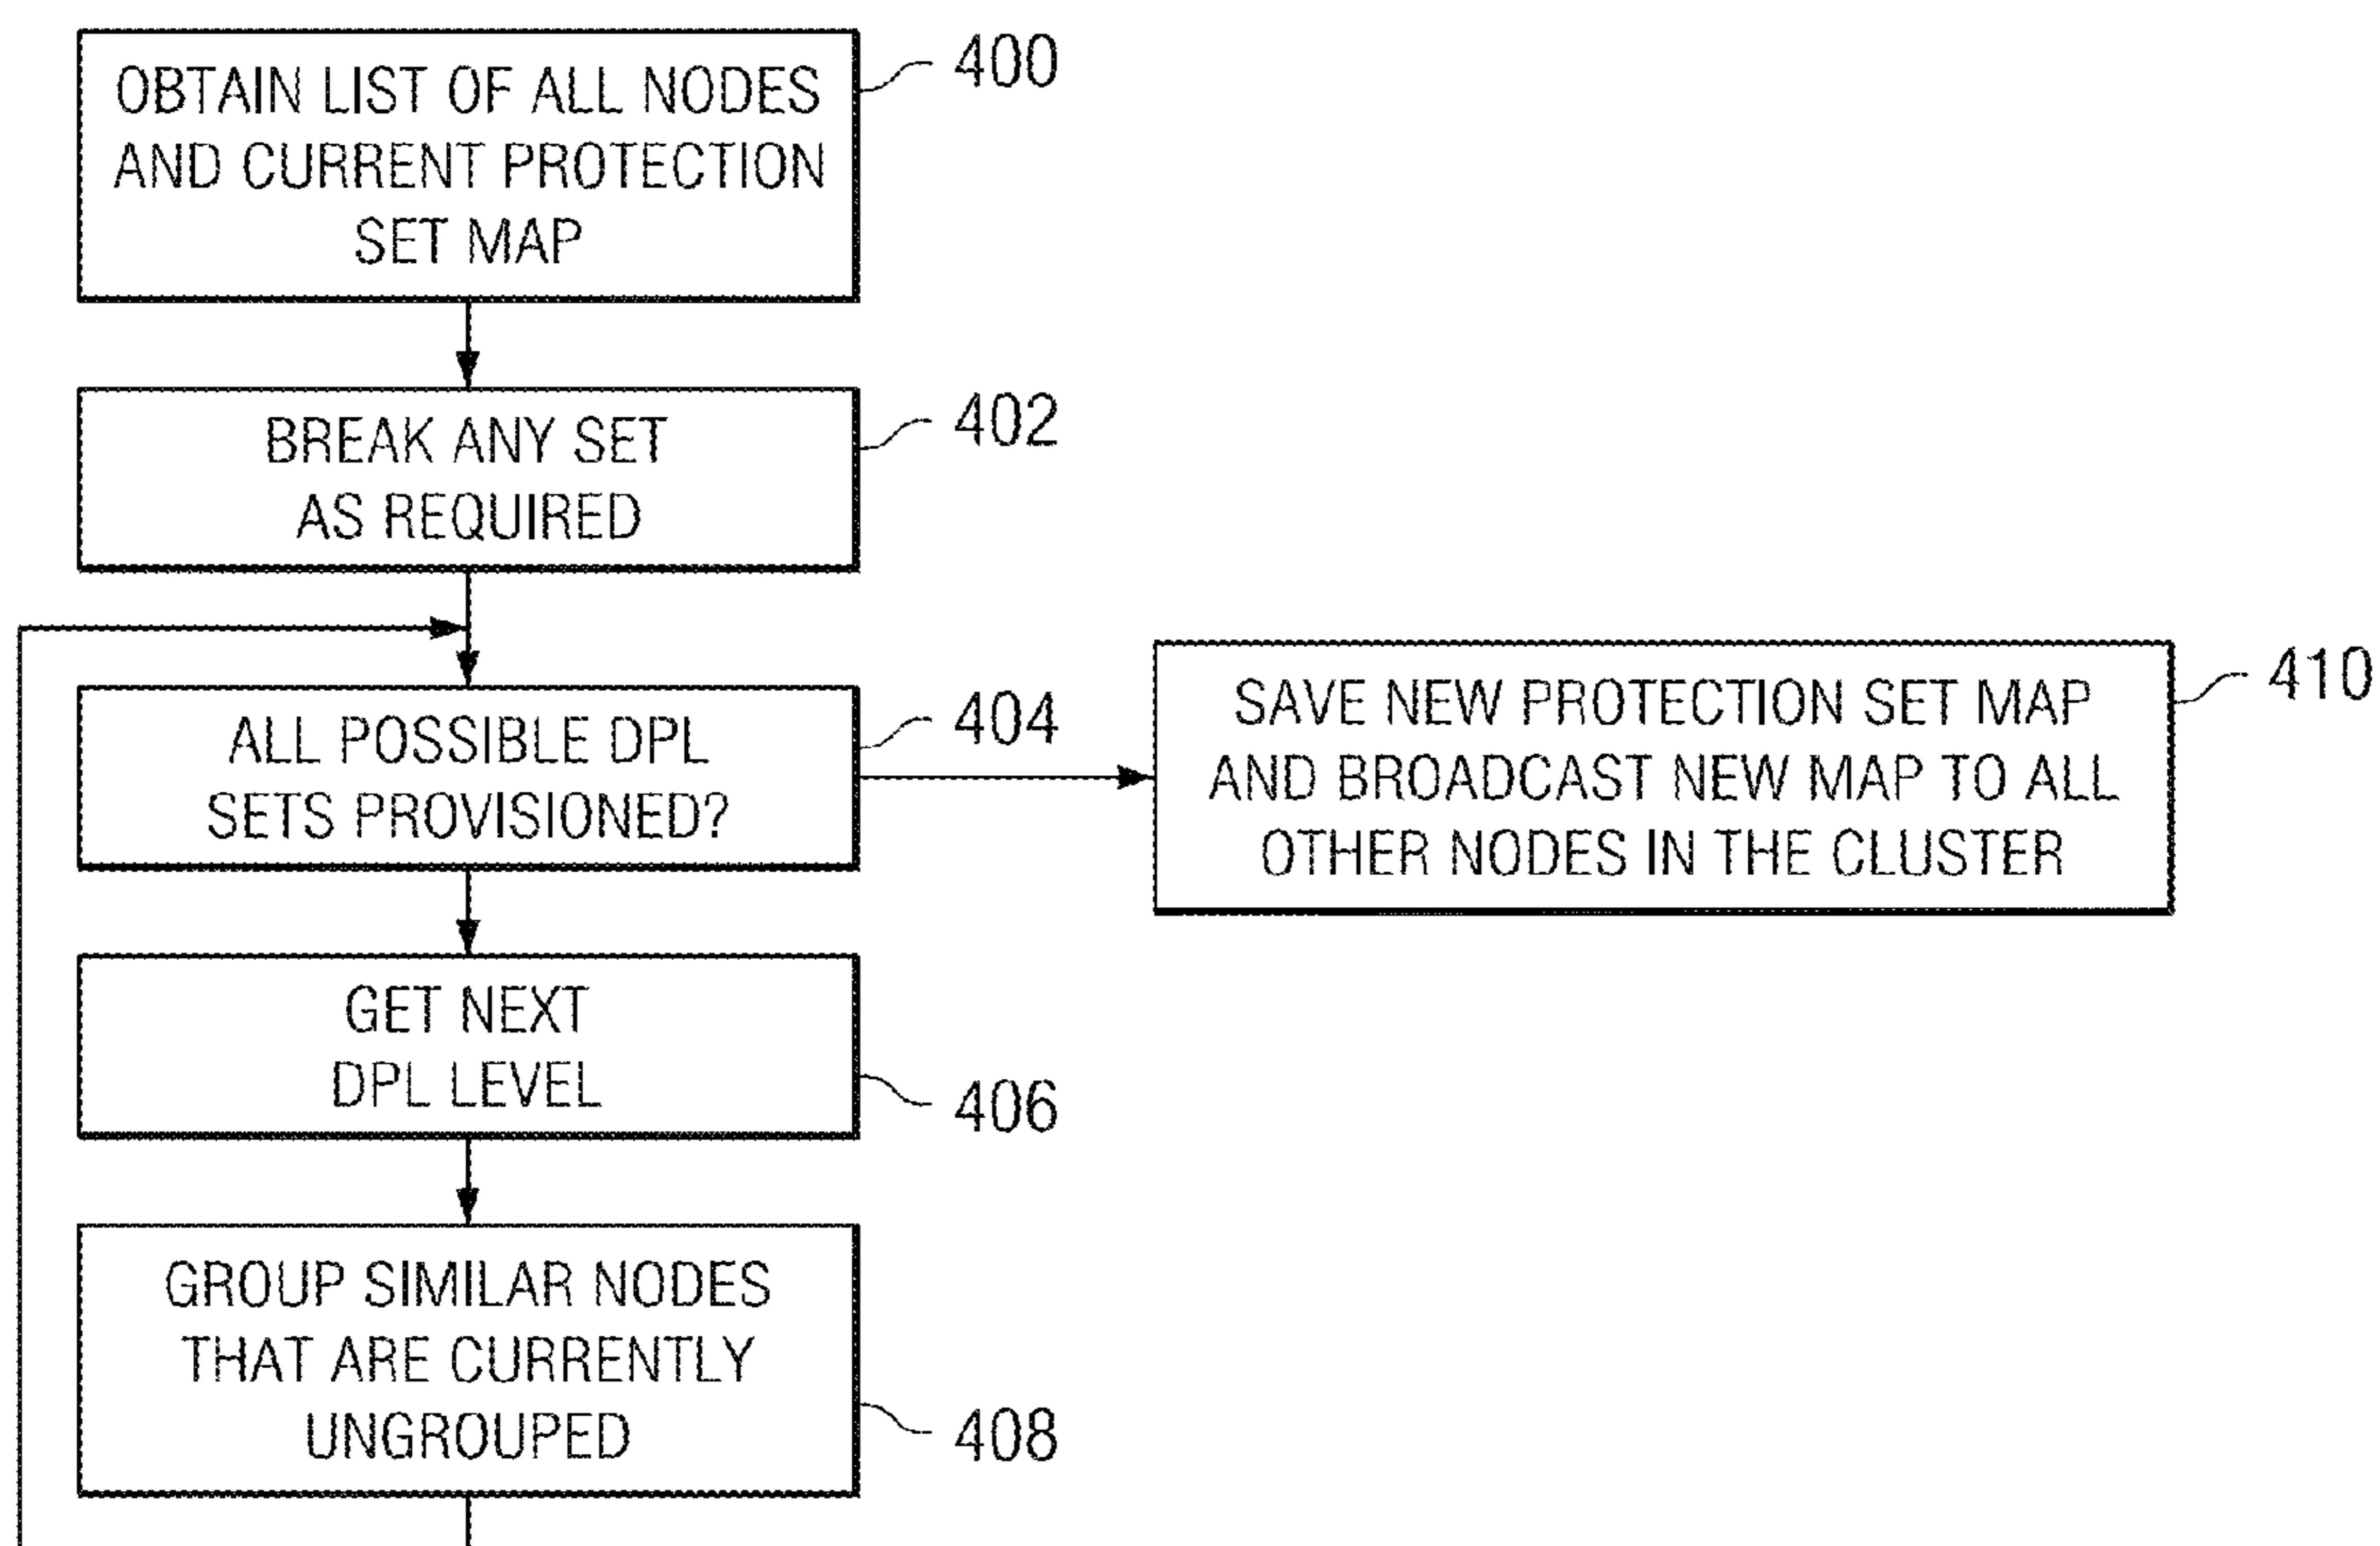 OBTAIN LIST OF ALL NODES
AND CURRENT PROTECTION
SET MAP
400
BREAK ANY SET
AS REQUIRED
402
ALL POSSIBLE DPL
SETS PROVISIONED?
404
SAVE NEW PROTECTION SET MAP
AND BROADCAST NEW MAP TO ALL
OTHER NODES IN THE CLUSTER
410
GET NEXT
DPL LEVEL
406
GROUP SIMILAR NODES
THAT ARE CURRENTLY
UNGROUPED
408